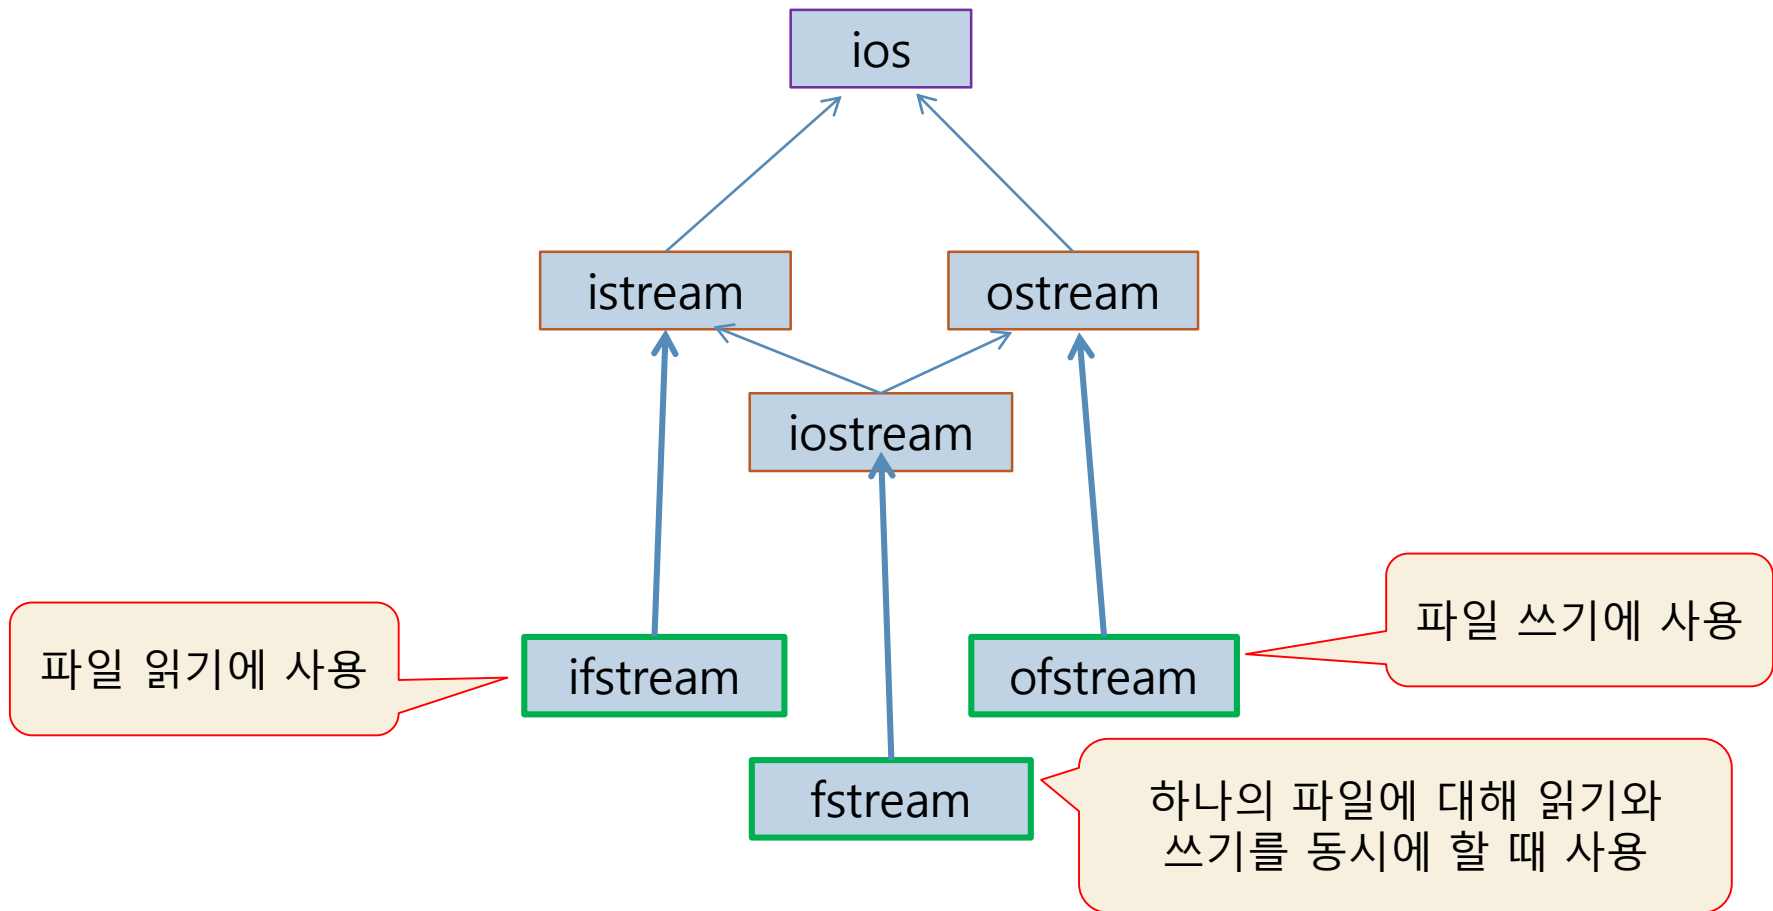 ios
istream
ostream
iostream
파일 쓰기에 사용
파일 읽기에 사용
ifstream
ofstream
fstream
하나의 파일에 대해 읽기와
쓰기를 동시에 할 때 사용